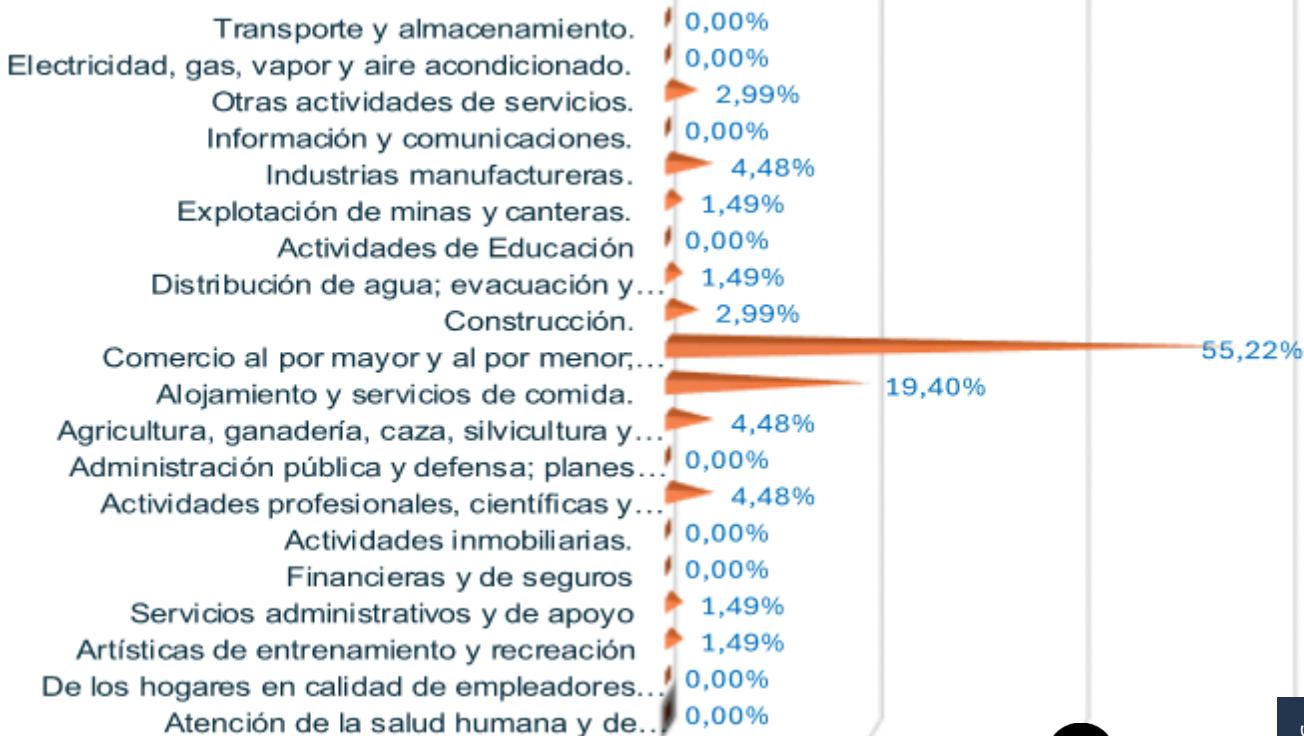 Transporte y almacenamiento. 0,00%
Electricidad, gas, vapor y aire acondicionado. 0,00%
Otras actividades de servicios. 2,99%
Información y comunicaciones. 0,00%
Industrias manufactureras. 4,48%
Explotación de minas y canteras. 1,49%
Actividades de Educación 0,00%
Distribución de agua; evacuación y... 1,49%
Construcción. 2,99%
Comercio al por mayor y al por menor;... 55,22%
Alojamiento y servicios de comida. 19,40%
Agricultura, ganadería, caza, silvicultura y... 4,48%
Administración pública y defensa; planes... 0,00%
Actividades profesionales, científicas y... 4,48%
Actividades inmobiliarias. 0,00%
Financieras y de seguros 0,00%
Servicios administrativos y de apoyo 1,49%
Artísticas de entrenamiento y recreación 1,49%
De los hogares en calidad de empleadores... 0,00%
Atención de la salud humana y de... 0,00%